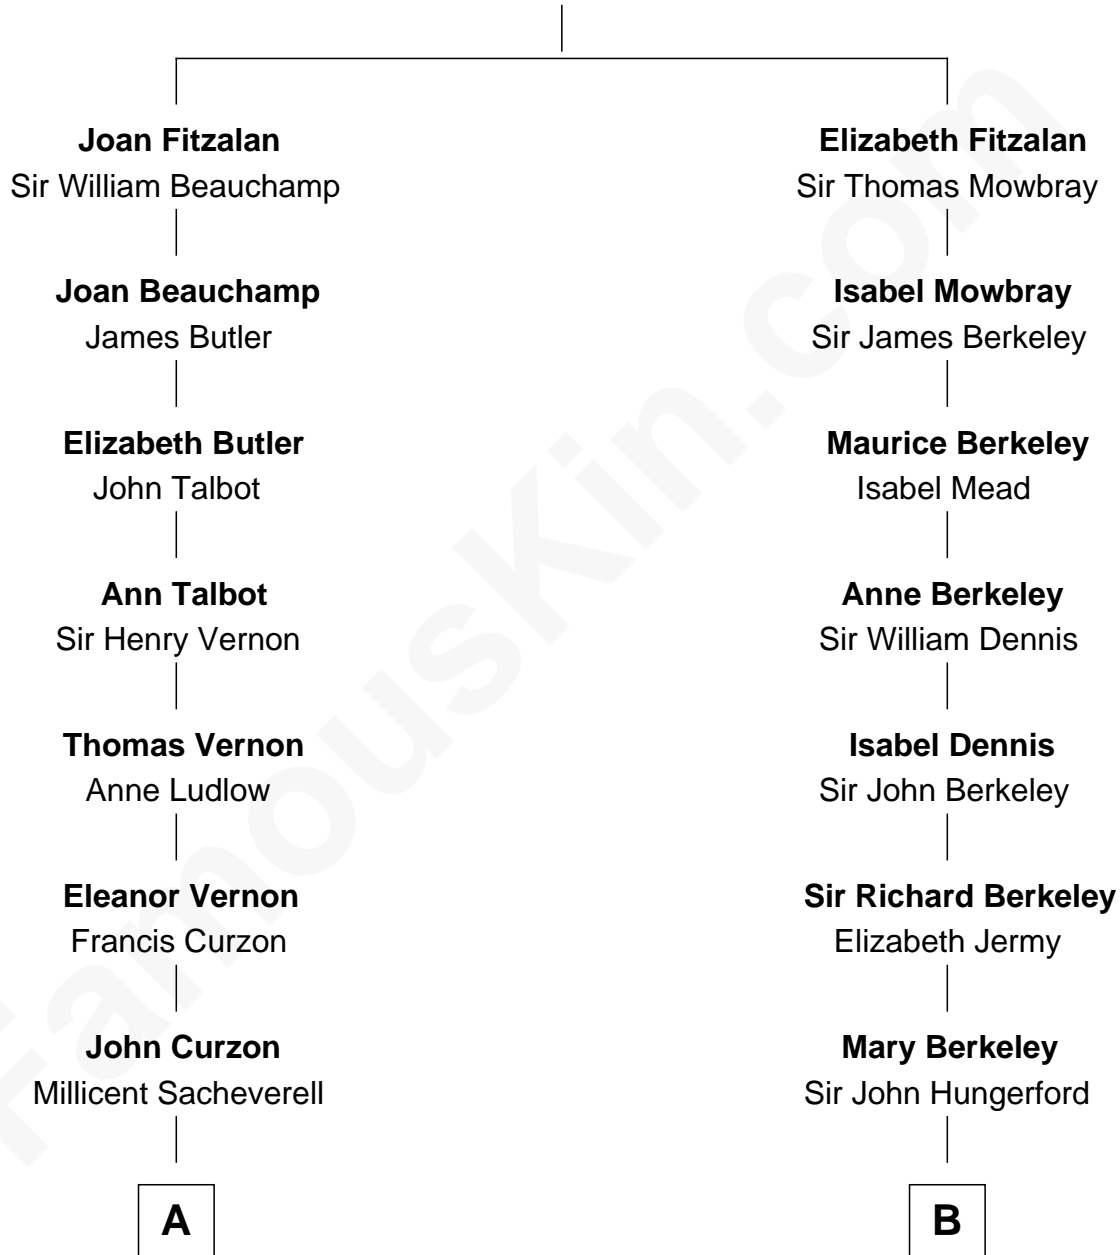 Joan Fitzalan
Sir William Beauchamp
Joan Beauchamp
James Butler
Elizabeth Butler
John Talbot
Ann Talbot
Sir Henry Vernon
Thomas Vernon
Anne Ludlow
Eleanor Vernon
Francis Curzon
John Curzon
Millicent Sacheverell
A
Elizabeth Fitzalan
Sir Thomas Mowbray
Isabel Mowbray
Sir James Berkeley
Maurice Berkeley
Isabel Mead
Anne Berkeley
Sir William Dennis
Isabel Dennis
Sir John Berkeley
Sir Richard Berkeley
Elizabeth Jermy
Mary Berkeley
Sir John Hungerford
B
FamousKin.com